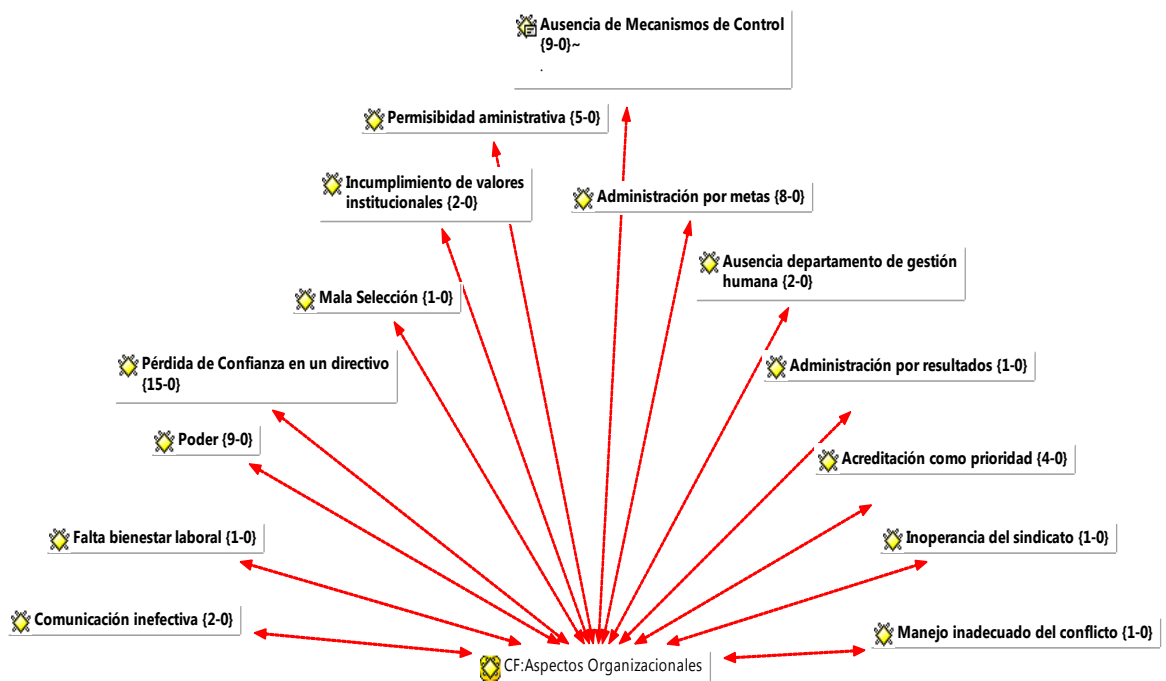 Ausencia de Mecanismos de Control
{9-0}~
.
Permisibidad aministrativa {5-0}
Incumplimiento de valores
institucionales {2-0}
Administración por metas {8-0}
Ausencia departamento de gestión
humana {2-0}
Mala Selección {1-0}
Pérdida de Confianza en un directivo
{15-0}
Administración por resultados {1-0}
Poder {9-0}
Acreditación como prioridad {4-0}
Falta bienestar laboral {1-0}
Inoperancia del sindicato {1-0}
Comunicación inefectiva {2-0}
Manejo inadecuado del conflicto {1-0}
CF:Aspectos Organizacionales